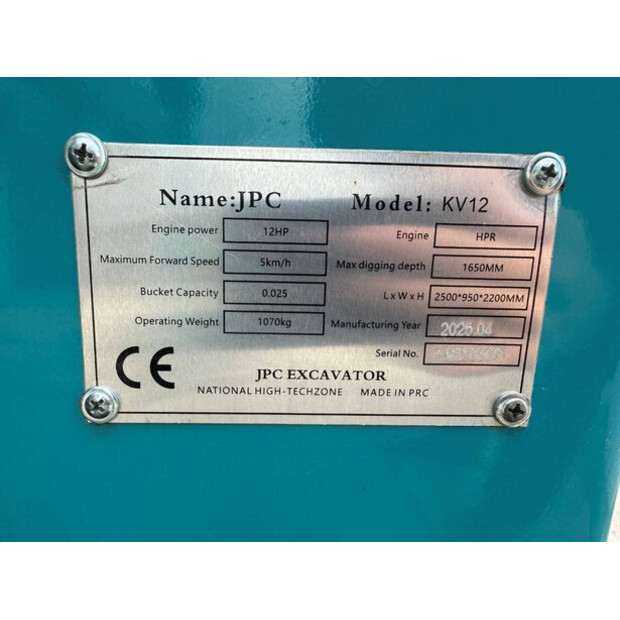 Name:JPC Model: KV12
Engine power 12HP Engine HPR
Maximum Forward Speed 5km/h Max digging depth 1650MM
Bucket Capacity 0.025 L x W x H 2500*950*2200MM
Operating Weight 1070kg Manufacturing Year 2025.04
Serial No.
CE JPC EXCAVATOR
NATIONAL HIGH-TECHZONE MADE IN PRC